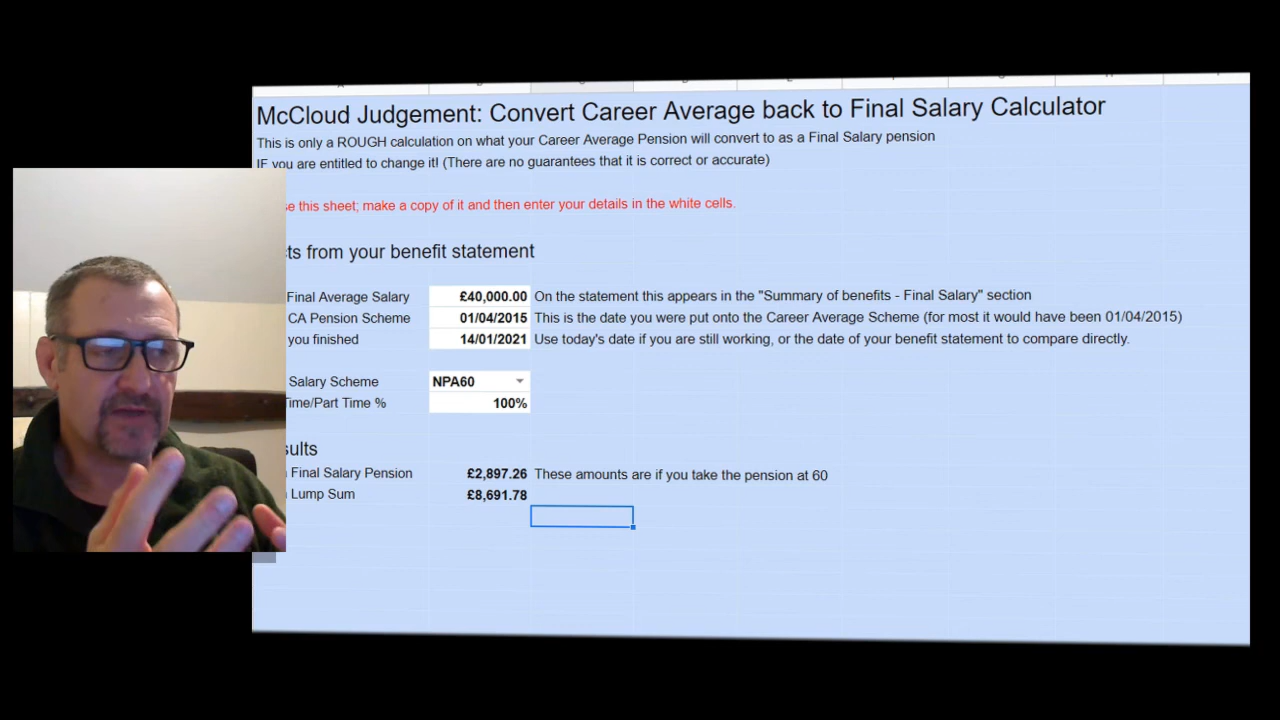 McCloud Judgement: Convert Career Average back to Final Salary Calculator
This is only a ROUGH calculation on what your Career Average Pension will convert to as a Final Salary pension
IF you are entitled to change it! (There are no guarantees that it is correct or accurate)
this sheet; make a copy of it and then enter your details in the white cells.
from your benefit statement
Final Average Salary £40,000.00 On the statement this appears in the "Summary of benefits - Final Salary" section
CA Pension Scheme 01/04/2015 This is the date you were put onto the Career Average Scheme (for most it would have been 01/04/2015)
you finished 14/01/2021 Use today's date if you are still working, or the date of your benefit statement to compare directly.
Salary Scheme NPA60
Time/Part Time % 100%
Final Salary Pension £2,897.26 These amounts are if you take the pension at 60
Lump Sum £8,691.78